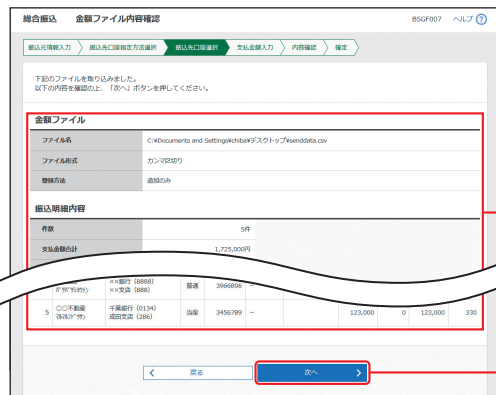 総合振込 金額ファイル内容確認 BSGF007 ヘルプ ?
振込元情報入力 振込先口座指定方法選択 振込先口座選択 支払金額入力 内容確認 確定
下記のファイルを取り込みました。
以下の内容を確認の上、「次へ」ボタンを押してください。
金額ファイル
ファイル名 C:¥Documents and Settings¥chiba¥デスクトップ¥senddata.csv
ファイル形式 カンマ区切り
登録方法 追加のみ
振込明細内容
件数 5件
支払金額合計 1,725,000円
××銀行 (8888) 普通 3966896 −
××支店 (888)
5 〇〇不動産 千葉銀行 (0134) 当座 3456789 − 123,000 0 123,000 330
成田支店 (286)
戻る 次へ